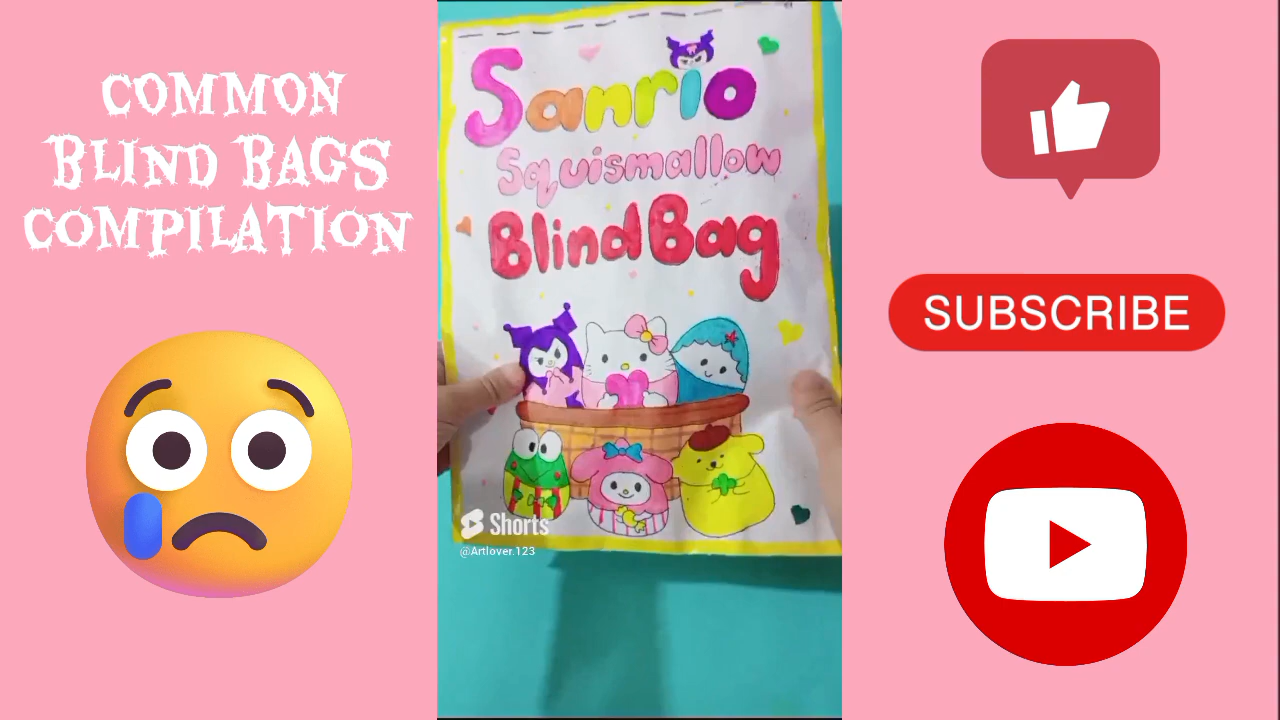 COMMON
BLIND BAGS
COMPILATION
Sanrio
Squismallow
Blind Bag
Shorts
@Artlover.123
SUBSCRIBE